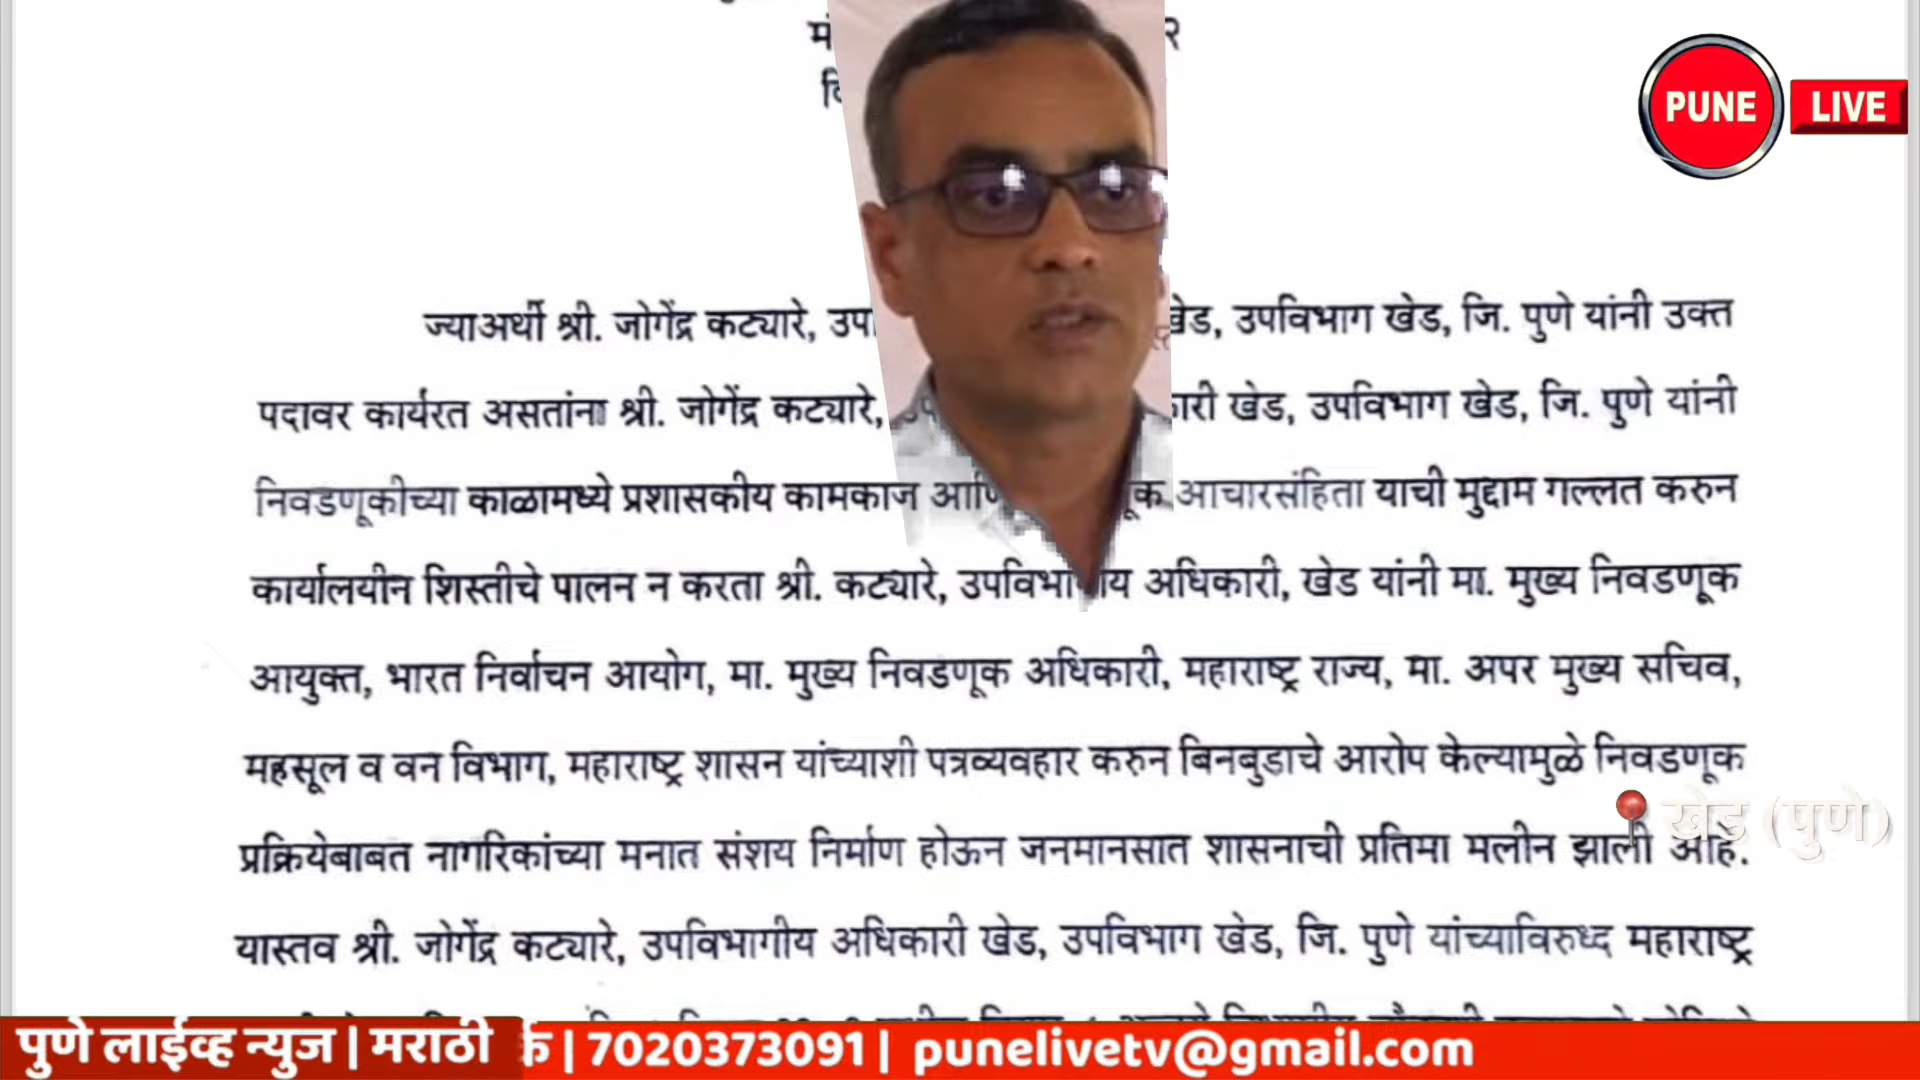 PUNE LIVE
ज्याअर्थी श्री. जोगेंद्र कट्यारे, खेड, उपविभाग खेड, जि. पुणे यांनी उक्त
पदावर कार्यरत असतांना श्री. जोगेंद्र कट्यारे, खेड, उपविभाग खेड, जि. पुणे यांनी
निवडणूकीच्या काळामध्ये प्रशासकीय कामकाज आचारसंहिता याची मुद्दाम गल्लत करुन
कार्यालयीन शिस्तीचे पालन न करता श्री. कट्यारे, उपविभागीय अधिकारी, खेड यांनी मा. मुख्य निवडणूक
आयुक्त, भारत निर्वाचन आयोग, मा. मुख्य निवडणूक अधिकारी, महाराष्ट्र राज्य, मा. अपर मुख्य सचिव,
महसूल व वन विभाग, महाराष्ट्र शासन यांच्याशी पत्रव्यवहार करुन बिनबुडाचे आरोप केल्यामुळे निवडणूक
खेड (पुणे)
प्रक्रियेबाबत नागरिकांच्या मनात संशय निर्माण होऊन जनमानसात शासनाची प्रतिमा मलीन झाली आहे.
यास्तव श्री. जोगेंद्र कट्यारे, उपविभागीय अधिकारी खेड, उपविभाग खेड, जि. पुणे यांच्याविरुध्द महाराष्ट्र
पुणे लाईव्ह न्युज | मराठी | 7020373091 | punelivetv@gmail.com